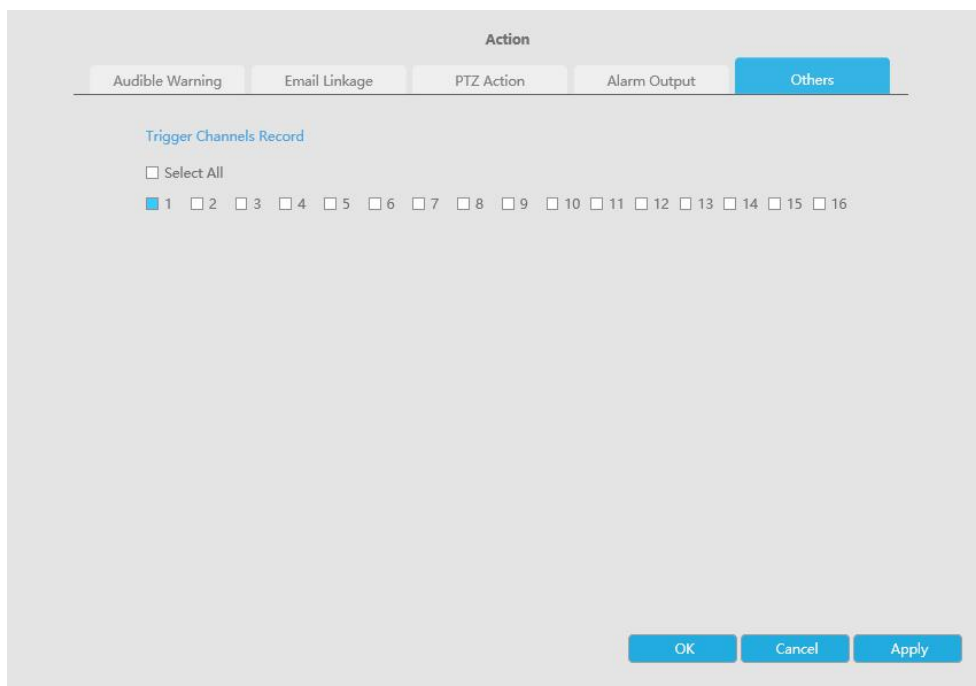 Action
Audible Warning Email Linkage PTZ Action Alarm Output Others
Trigger Channels Record
Select All
1 2 3 4 5 6 7 8 9 10 11 12 13 14 15 16
OK Cancel Apply